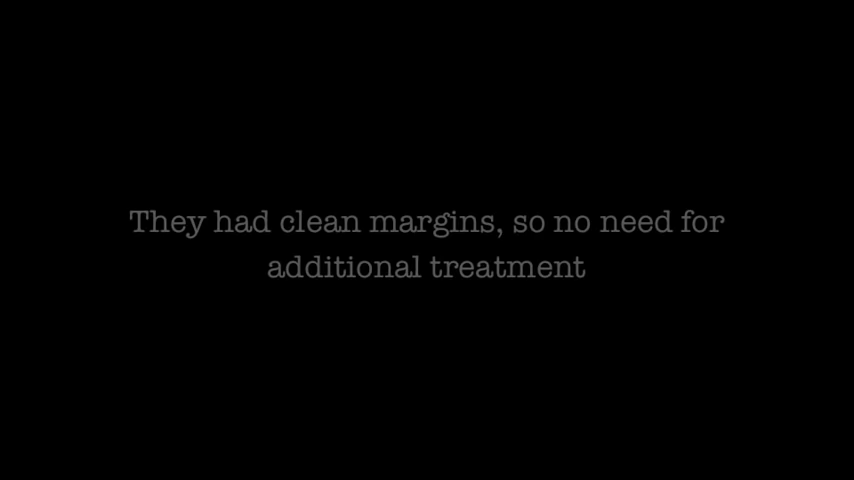 They had clean margins, so no need for
additional treatment